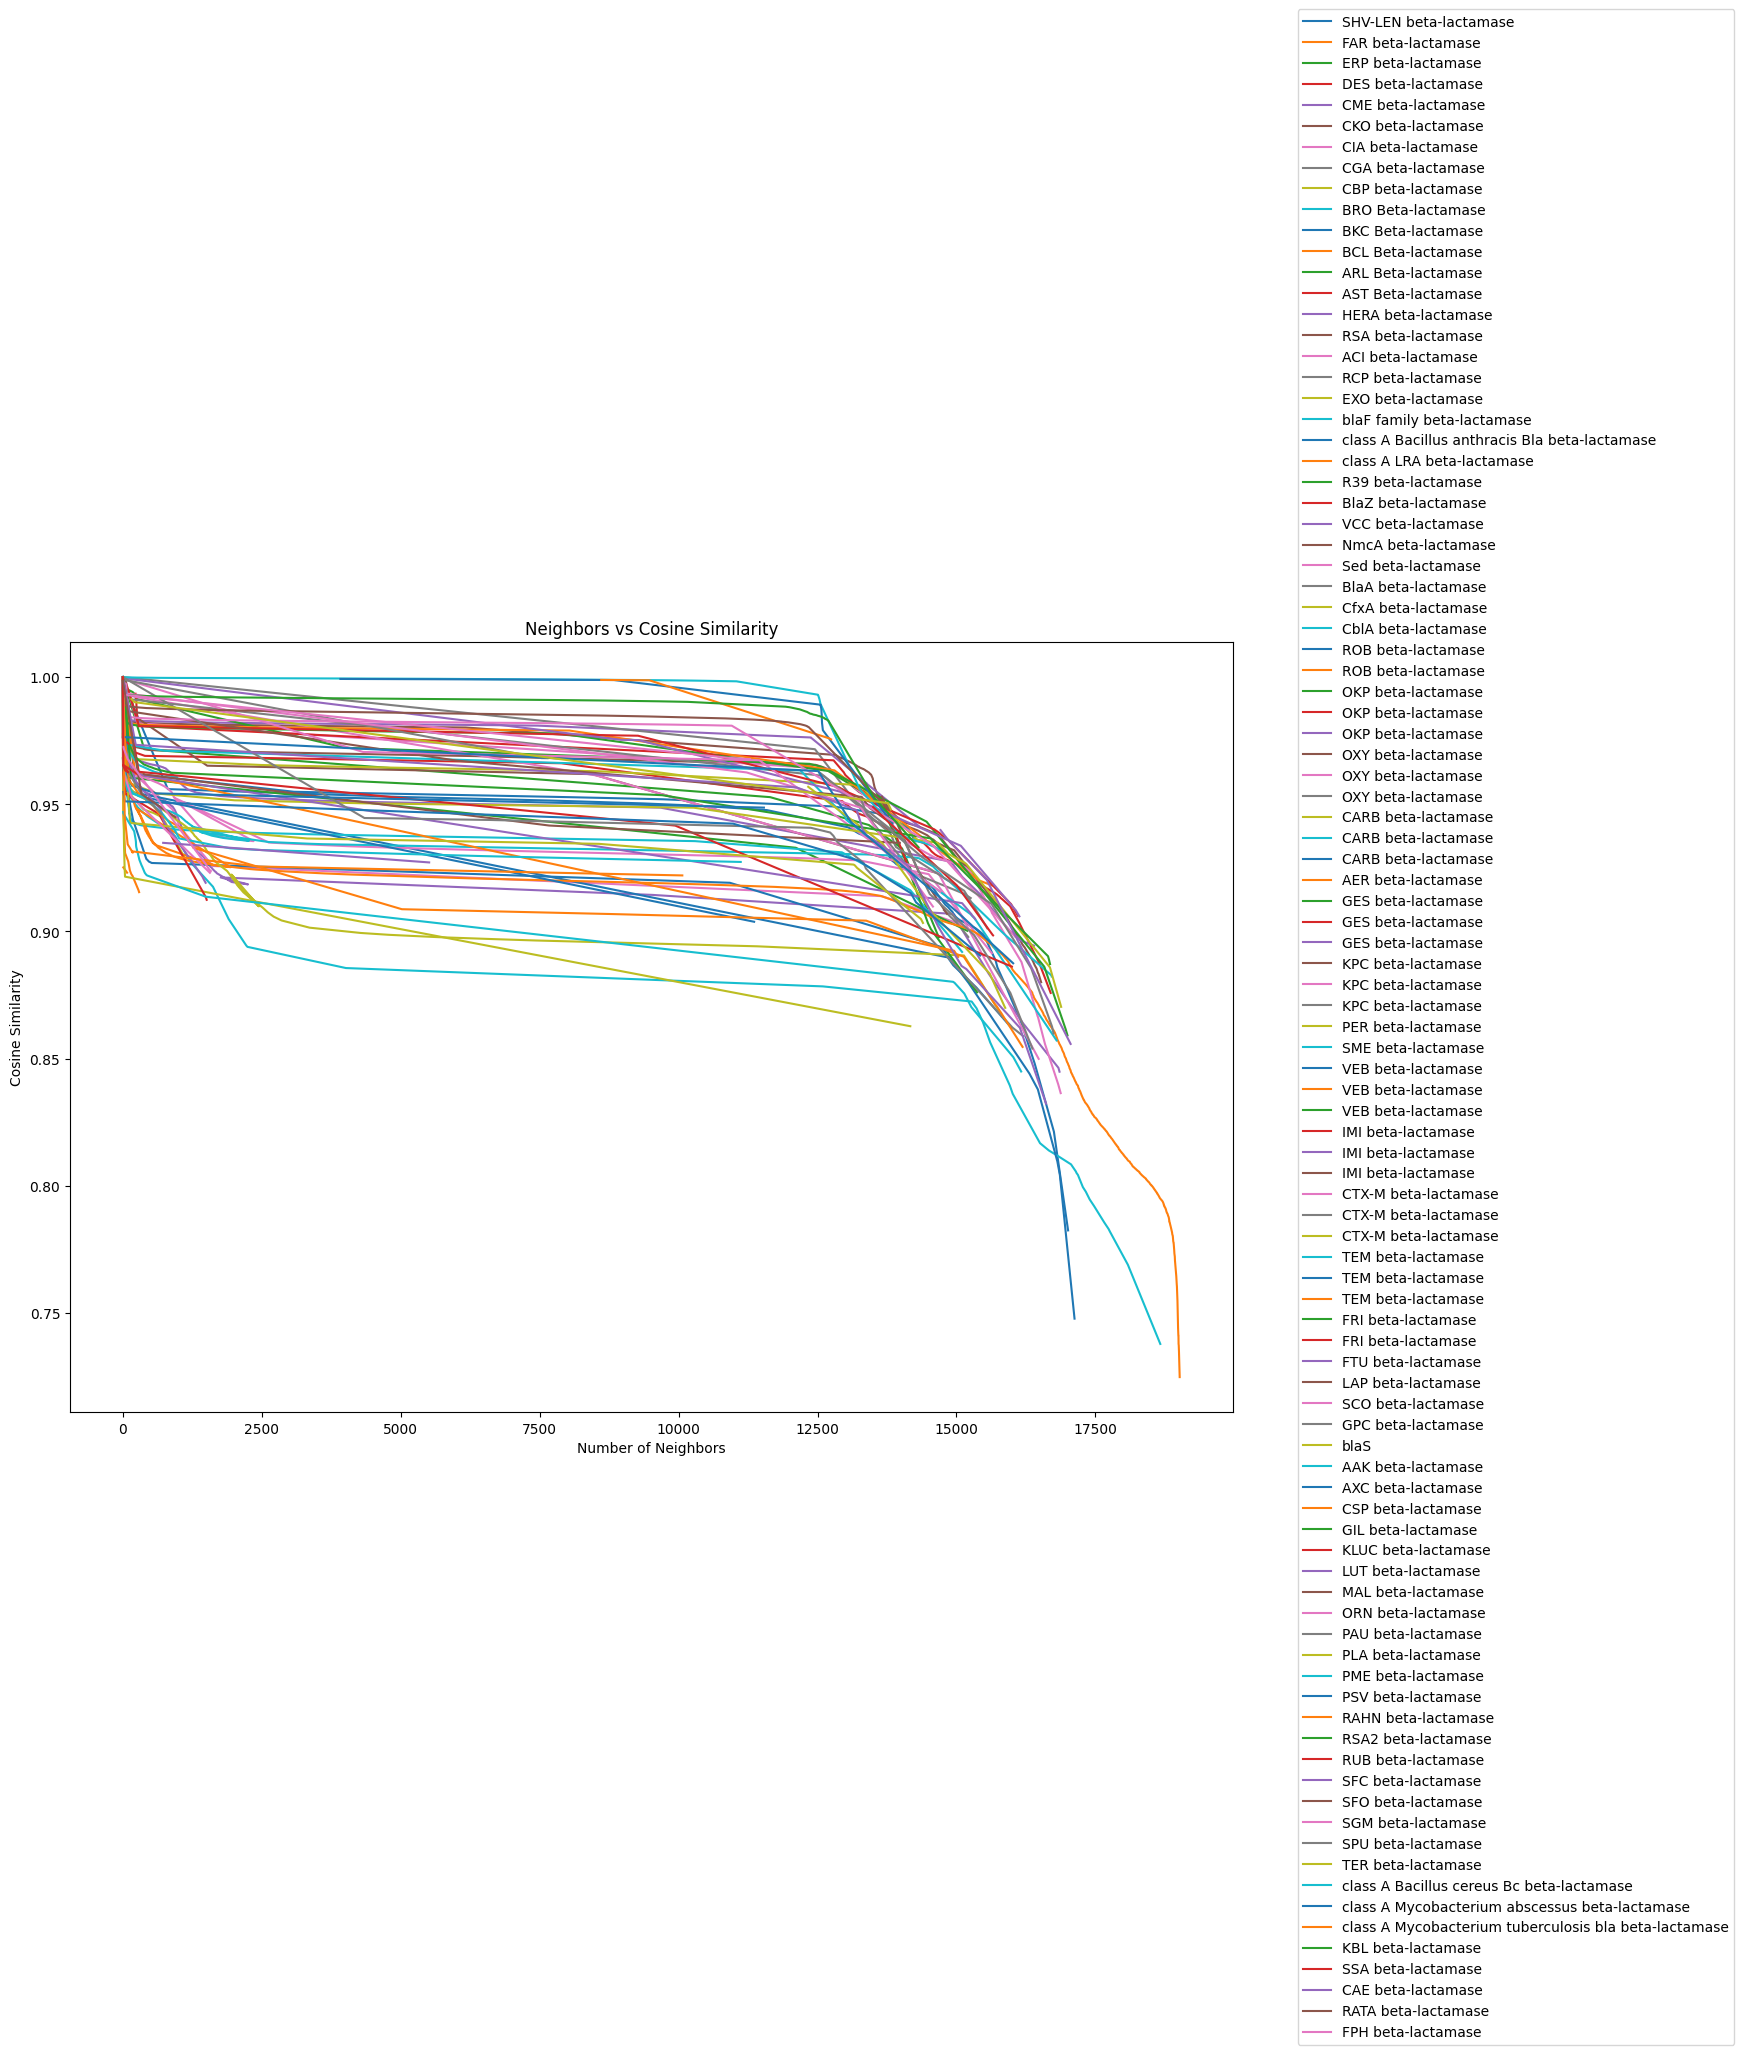 Neighbors vs Cosine Similarity
Cosine Similarity
1.00
0.95
0.90
0.85
0.80
0.75
0
2500
5000
7500
10000
12500
15000
17500
Number of Neighbors
SHV-LEN beta-lactamase
FAR beta-lactamase
ERP beta-lactamase
DES beta-lactamase
CME beta-lactamase
CKO beta-lactamase
CIA beta-lactamase
CGA beta-lactamase
CBP beta-lactamase
BRO Beta-lactamase
BKC Beta-lactamase
BCL Beta-lactamase
ARL Beta-lactamase
AST Beta-lactamase
HERA beta-lactamase
RSA beta-lactamase
ACI beta-lactamase
RCP beta-lactamase
EXO beta-lactamase
blaF family beta-lactamase
class A Bacillus anthracis Bla beta-lactamase
class A LRA beta-lactamase
R39 beta-lactamase
BlaZ beta-lactamase
VCC beta-lactamase
NmcA beta-lactamase
Sed beta-lactamase
BlaA beta-lactamase
CfxA beta-lactamase
CblA beta-lactamase
ROB beta-lactamase
ROB beta-lactamase
OKP beta-lactamase
OKP beta-lactamase
OKP beta-lactamase
OXY beta-lactamase
OXY beta-lactamase
OXY beta-lactamase
CARB beta-lactamase
CARB beta-lactamase
CARB beta-lactamase
AER beta-lactamase
GES beta-lactamase
GES beta-lactamase
GES beta-lactamase
KPC beta-lactamase
KPC beta-lactamase
KPC beta-lactamase
PER beta-lactamase
SME beta-lactamase
VEB beta-lactamase
VEB beta-lactamase
VEB beta-lactamase
IMI beta-lactamase
IMI beta-lactamase
IMI beta-lactamase
CTX-M beta-lactamase
CTX-M beta-lactamase
CTX-M beta-lactamase
TEM beta-lactamase
TEM beta-lactamase
TEM beta-lactamase
FRI beta-lactamase
FRI beta-lactamase
FTU beta-lactamase
LAP beta-lactamase
SCO beta-lactamase
GPC beta-lactamase
blaS
AAK beta-lactamase
AXC beta-lactamase
CSP beta-lactamase
GIL beta-lactamase
KLUC beta-lactamase
LUT beta-lactamase
MAL beta-lactamase
ORN beta-lactamase
PAU beta-lactamase
PLA beta-lactamase
PME beta-lactamase
PSV beta-lactamase
RAHN beta-lactamase
RSA2 beta-lactamase
RUB beta-lactamase
SFC beta-lactamase
SFO beta-lactamase
SGM beta-lactamase
SPU beta-lactamase
TER beta-lactamase
class A Bacillus cereus Bc beta-lactamase
class A Mycobacterium abscessus beta-lactamase
class A Mycobacterium tuberculosis bla beta-lactamase
KBL beta-lactamase
SSA beta-lactamase
CAE beta-lactamase
RATA beta-lactamase
FPH beta-lactamase